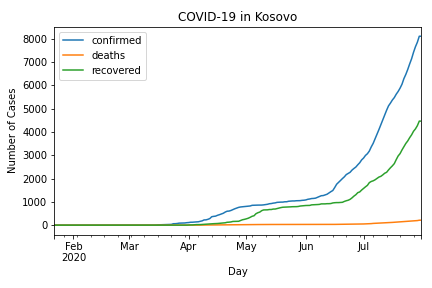 COVID-19 in Kosovo
confirmed
deaths
recovered
Number of Cases
8000
7000
6000
5000
4000
3000
2000
1000
0
Feb
2020
Mar
Apr
May
Jun
Jul
Day